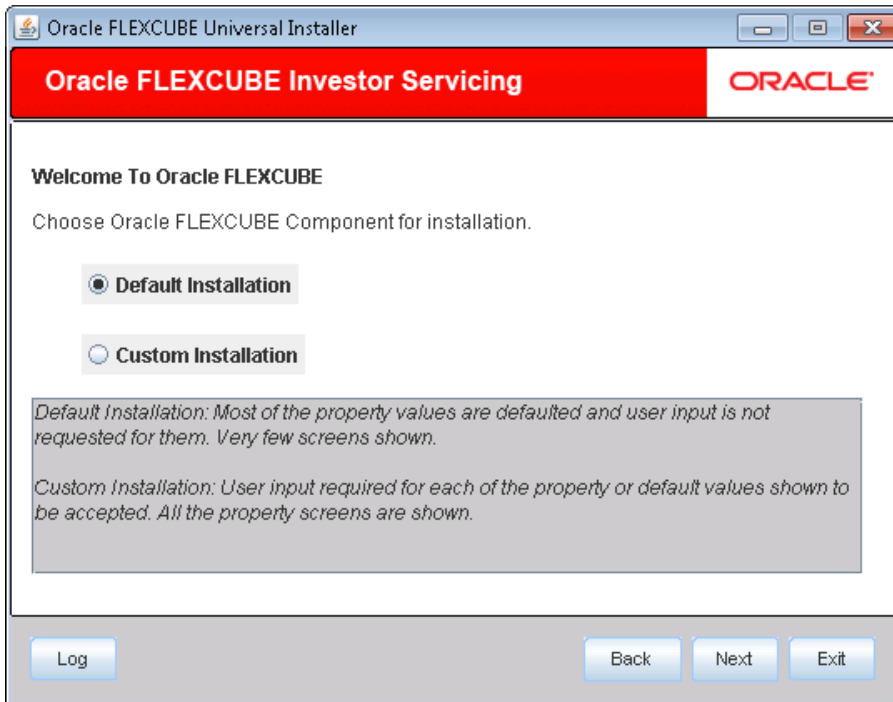 Oracle FLEXCUBE Universal Installer
Oracle FLEXCUBE Investor Servicing
ORACLE
Welcome To Oracle FLEXCUBE
Choose Oracle FLEXCUBE Component for installation.
Default Installation
Custom Installation
Default Installation: Most of the property values are defaulted and user input is not
requested for them. Very few screens shown.
Custom Installation: User input required for each of the property or default values shown to
be accepted. All the property screens are shown.
Log
Back
Next
Exit